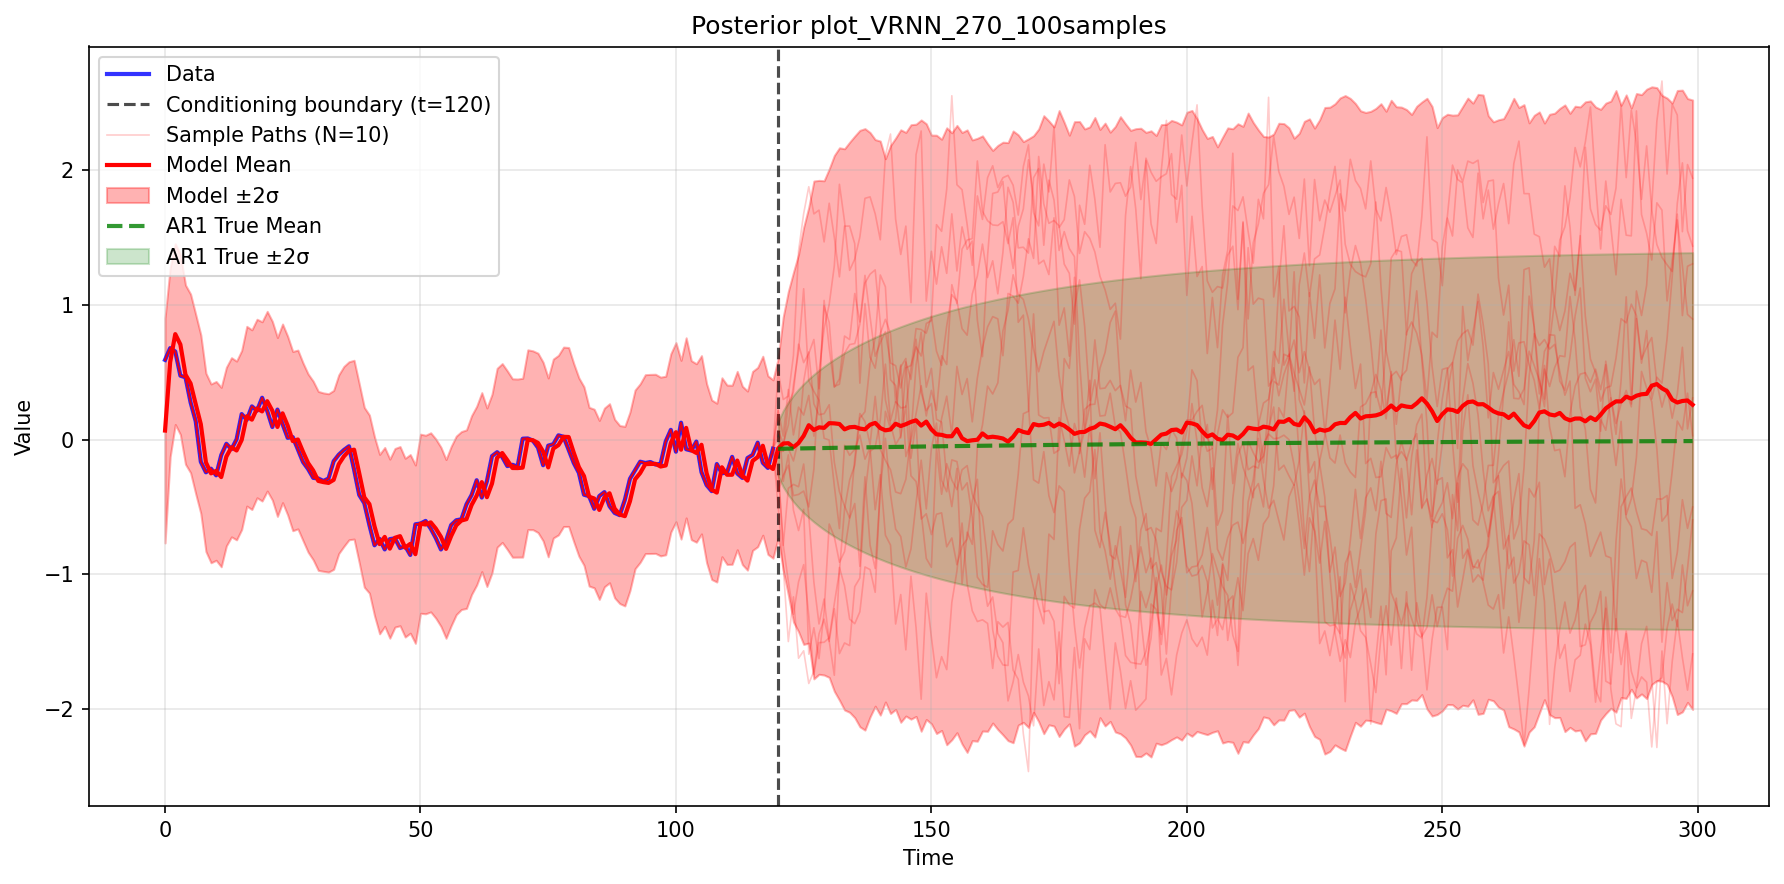 Posterior plot_VRNN_270_100samples
Data
Conditioning boundary (t=120)
Sample Paths (N=10)
Model Mean
Model ±2σ
AR1 True Mean
AR1 True ±2σ
Value
2
1
0
−1
−2
0 50 100 150 200 250 300
Time